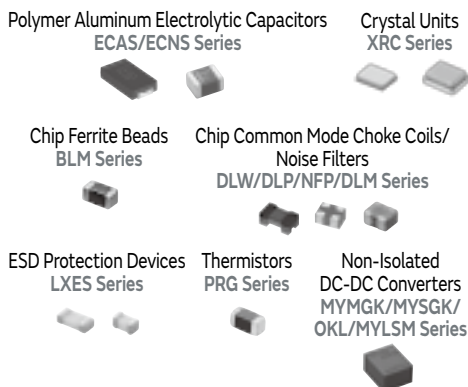 Polymer Aluminum Electrolytic Capacitors
ECAS/ECNS Series
Crystal Units
XRC Series
Chip Ferrite Beads
BLM Series
Chip Common Mode Choke Coils/
Noise Filters
DLW/DLP/NFP/DLM Series
ESD Protection Devices
LXES Series
Thermistors
PRG Series
Non-Isolated
DC-DC Converters
MYMGK/MYSGK/
OKL/MYLSM Series